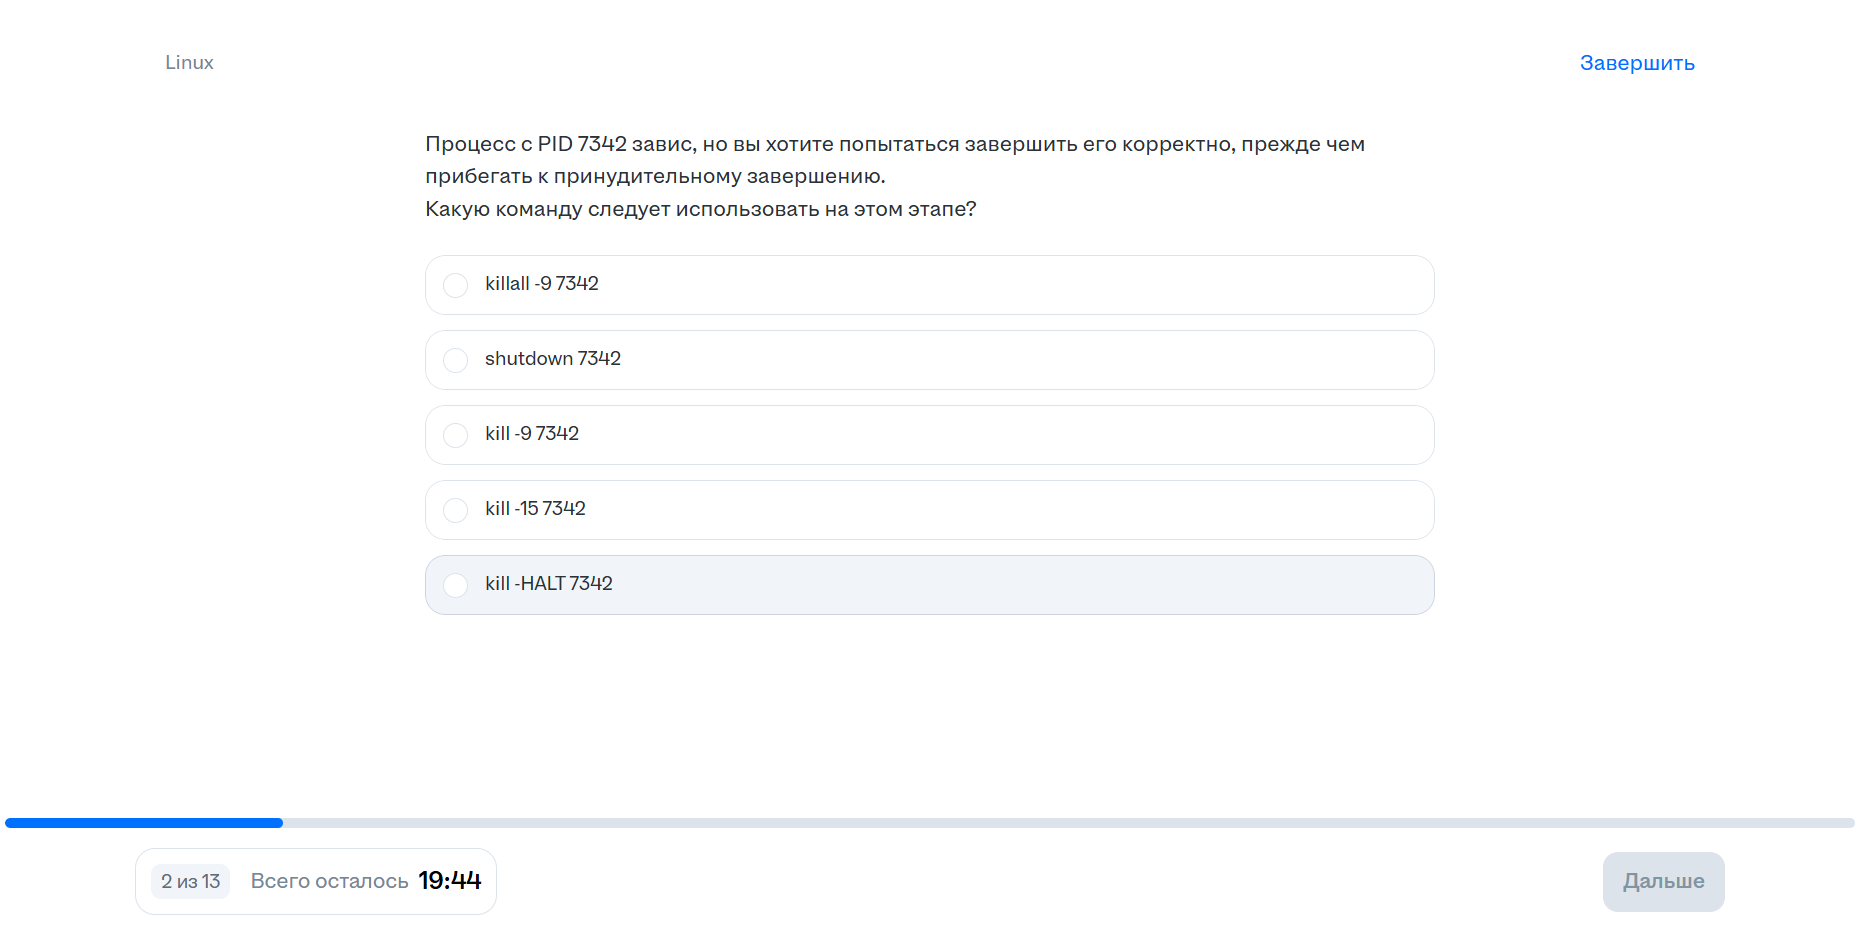 Linux
Завершить
Процесс с PID 7342 завис, но вы хотите попытаться завершить его корректно, прежде чем
прибегать к принудительному завершению.
Какую команду следует использовать на этом этапе?
killall -9 7342
shutdown 7342
kill -9 7342
kill -15 7342
kill -HALT 7342
2 из 13 Всего осталось 19:44
Дальше